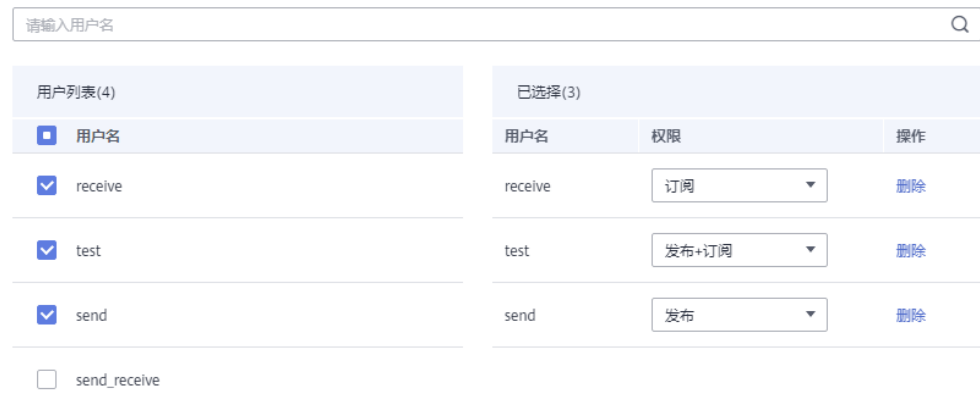 请输入用户名
用户列表(4)
用户名
receive
test
send
send_receive
已选择(3)
用户名 权限 操作
receive 订阅 删除
test 发布+订阅 删除
send 发布 删除